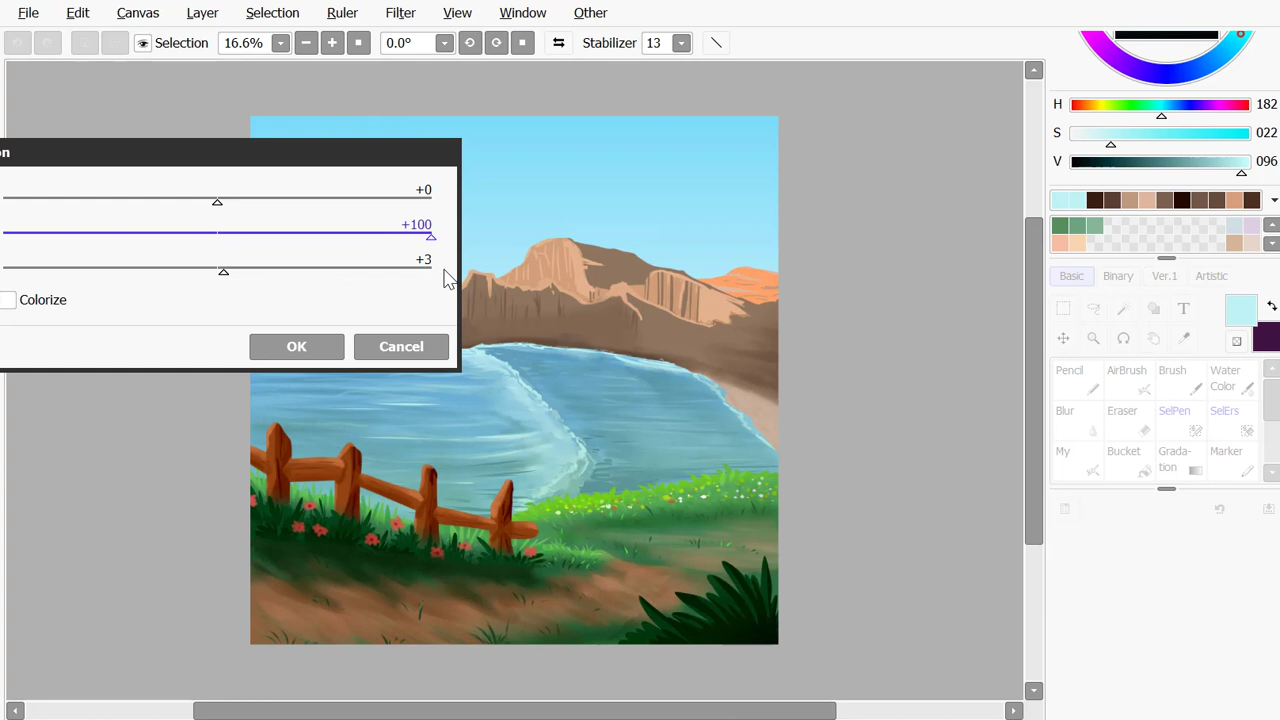 File Edit Canvas Layer Selection Ruler Filter View Window Other
Selection 16.6% 0.0° Stabilizer 13
H 182
S 022
V 096
on
+0
+100
+3
Colorize
OK Cancel
Basic Binary Ver.1 Artistic
T
Pencil AirBrush Brush Water Color
Blur Eraser SelPen SelErs
My Bucket Grada- tion Marker